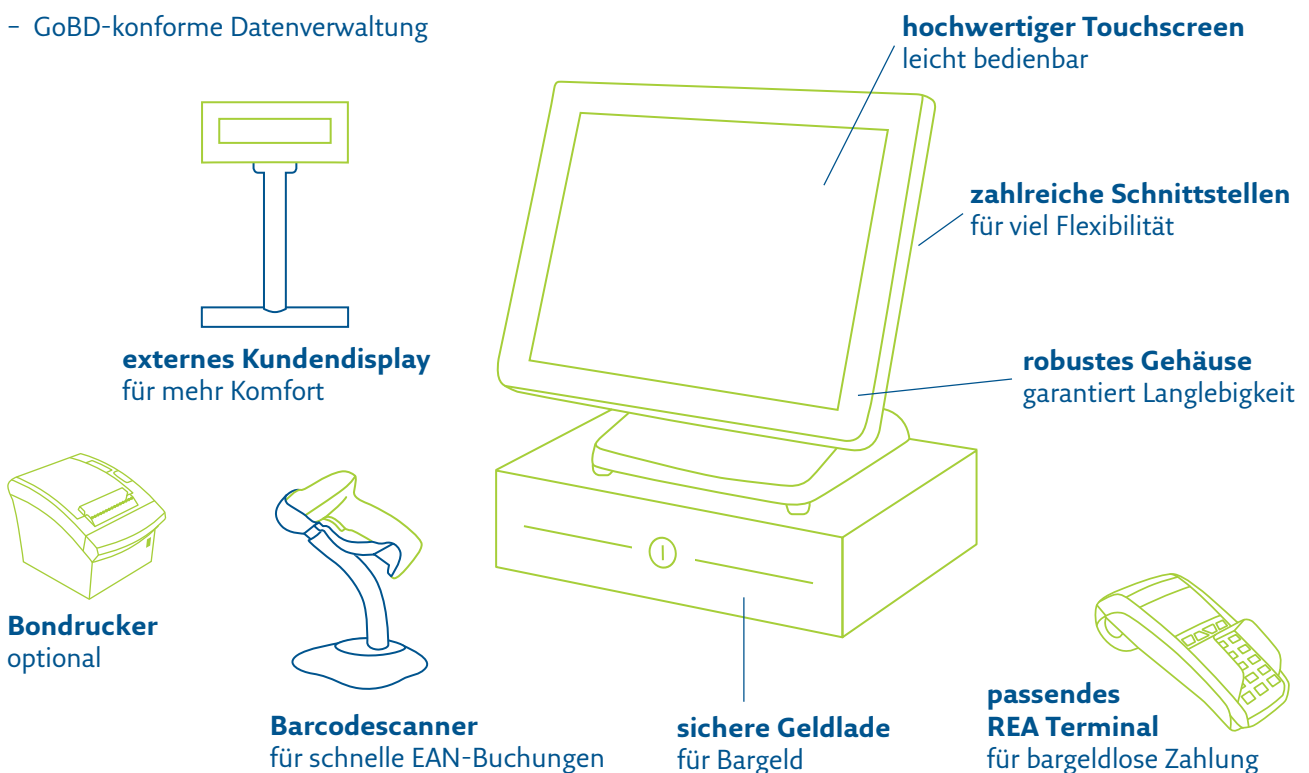 – GoBD-konforme Datenverwaltung
hochwertiger Touchscreen
leicht bedienbar
zahlreiche Schnittstellen
für viel Flexibilität
externes Kundendisplay
für mehr Komfort
robustes Gehäuse
garantiert Langlebigkeit
Bondrucker
optional
Barcodescanner
für schnelle EAN-Buchungen
sichere Geldlade
für Bargeld
passendes
REA Terminal
für bargeldlose Zahlung